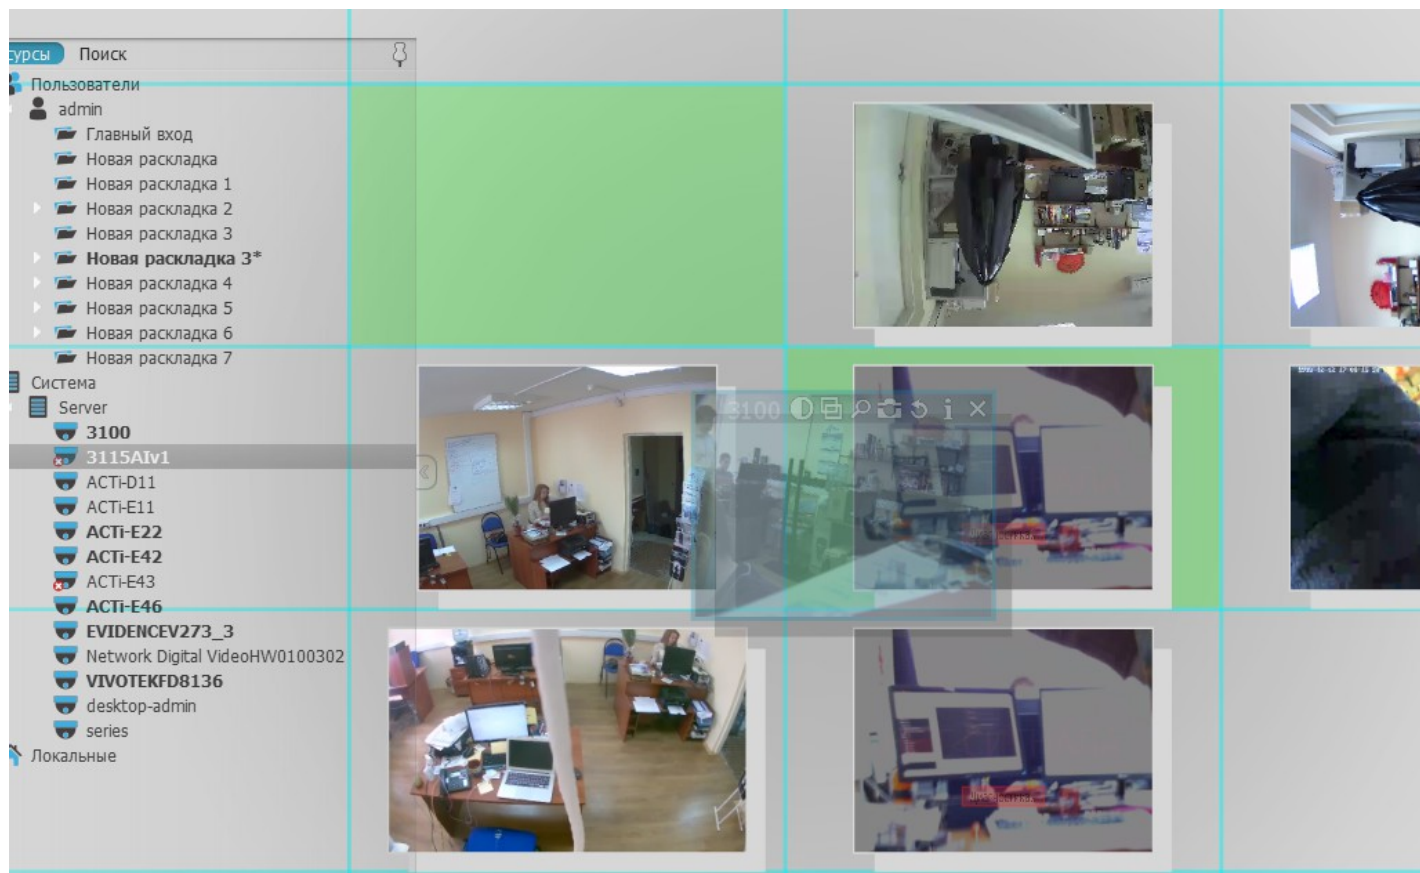 сурсы Поиск
Пользователи
admin
Главный вход
Новая раскладка
Новая раскладка 1
Новая раскладка 2
Новая раскладка 3
Новая раскладка 3*
Новая раскладка 4
Новая раскладка 5
Новая раскладка 6
Новая раскладка 7
Система
Server
3100
3115AIv1
ACTi-D11
ACTi-E11
ACTi-E22
ACTi-E42
ACTi-E43
ACTi-E46
EVIDENCEV273_3
Network Digital VideoHW0100302
VIVOTEKFD8136
desktop-admin
series
Локальные
3100